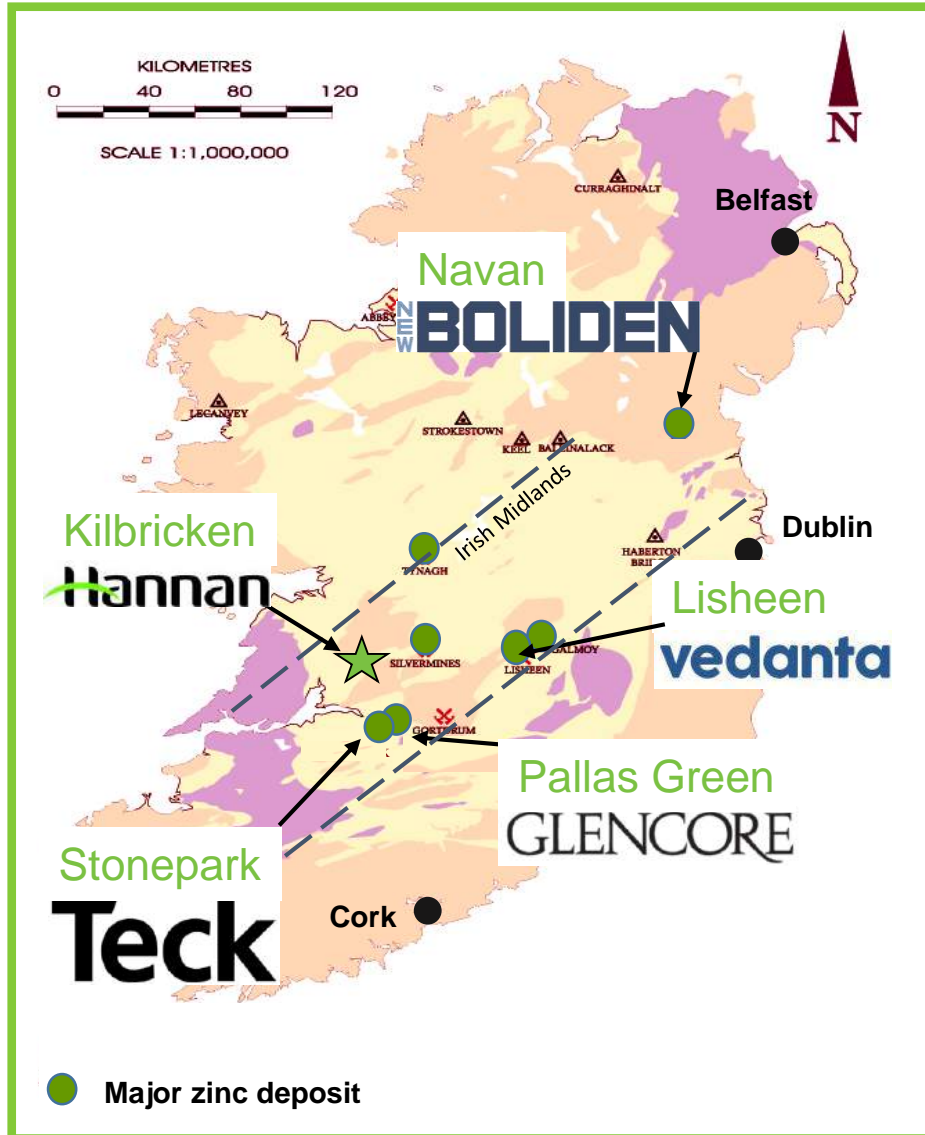 KILOMETRES
0 40 80 120
SCALE 1:1,000,000
N
CURRAGHINALT
Belfast
Navan
NEW BOLIDEN
ABBEY
LECANVEY
STROKESTOWN
KEEL
BALLINALACK
Irish Midlands
Kilbricken
Hannan
TYNAGH
HABERTON
Dublin
Lisheen
vedanta
SILVERMINES
GALMOY
LISHEEN
GORTDRUM
Pallas Green
GLENCORE
Stonepark
Teck
Cork
Major zinc deposit